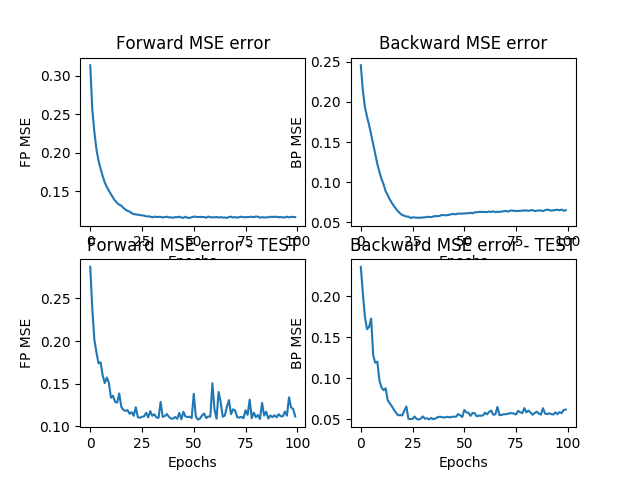 Forward MSE error
Backward MSE error
FP MSE
0.30
0.25
0.20
0.15
0 25 50 75 100
Epochs
BP MSE
0.25
0.20
0.15
0.10
0.05
0 25 50 75 100
Epochs
Forward MSE error - TEST
Backward MSE error - TEST
FP MSE
0.25
0.20
0.15
0.10
0 25 50 75 100
Epochs
BP MSE
0.20
0.15
0.10
0.05
0 25 50 75 100
Epochs